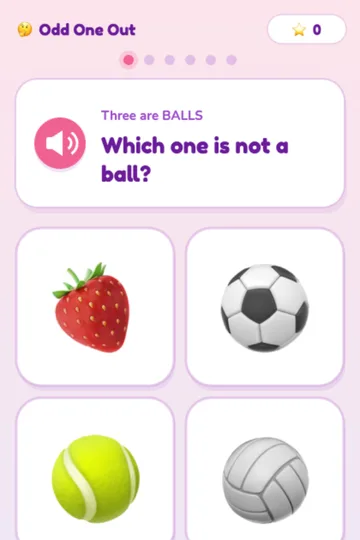 Odd One Out
0
Three are BALLS
Which one is not a
ball?